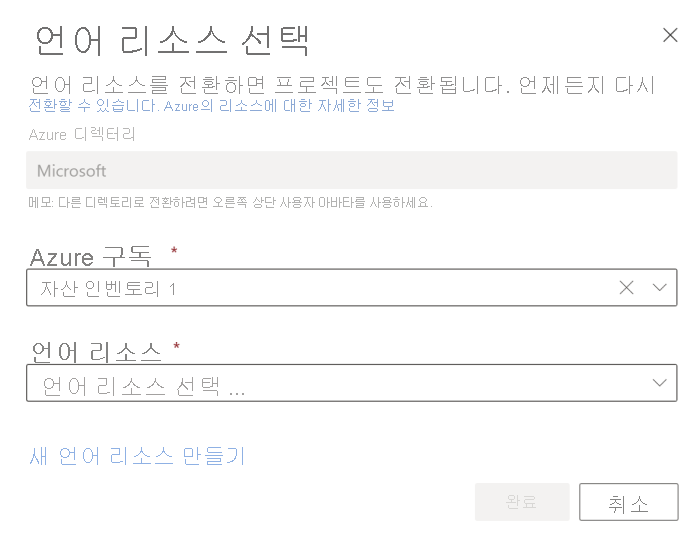 언어 리소스 선택
언어 리소스를 전환하면 프로젝트도 전환됩니다. 언제든지 다시
전환할 수 있습니다. Azure의 리소스에 대한 자세한 정보
Azure 디렉터리
Microsoft
메모: 다른 디렉토리로 전환하려면 오른쪽 상단 사용자 아바타를 사용하세요.
Azure 구독 *
자산 인벤토리 1
언어 리소스 *
언어 리소스 선택 ...
새 언어 리소스 만들기
완료
취소